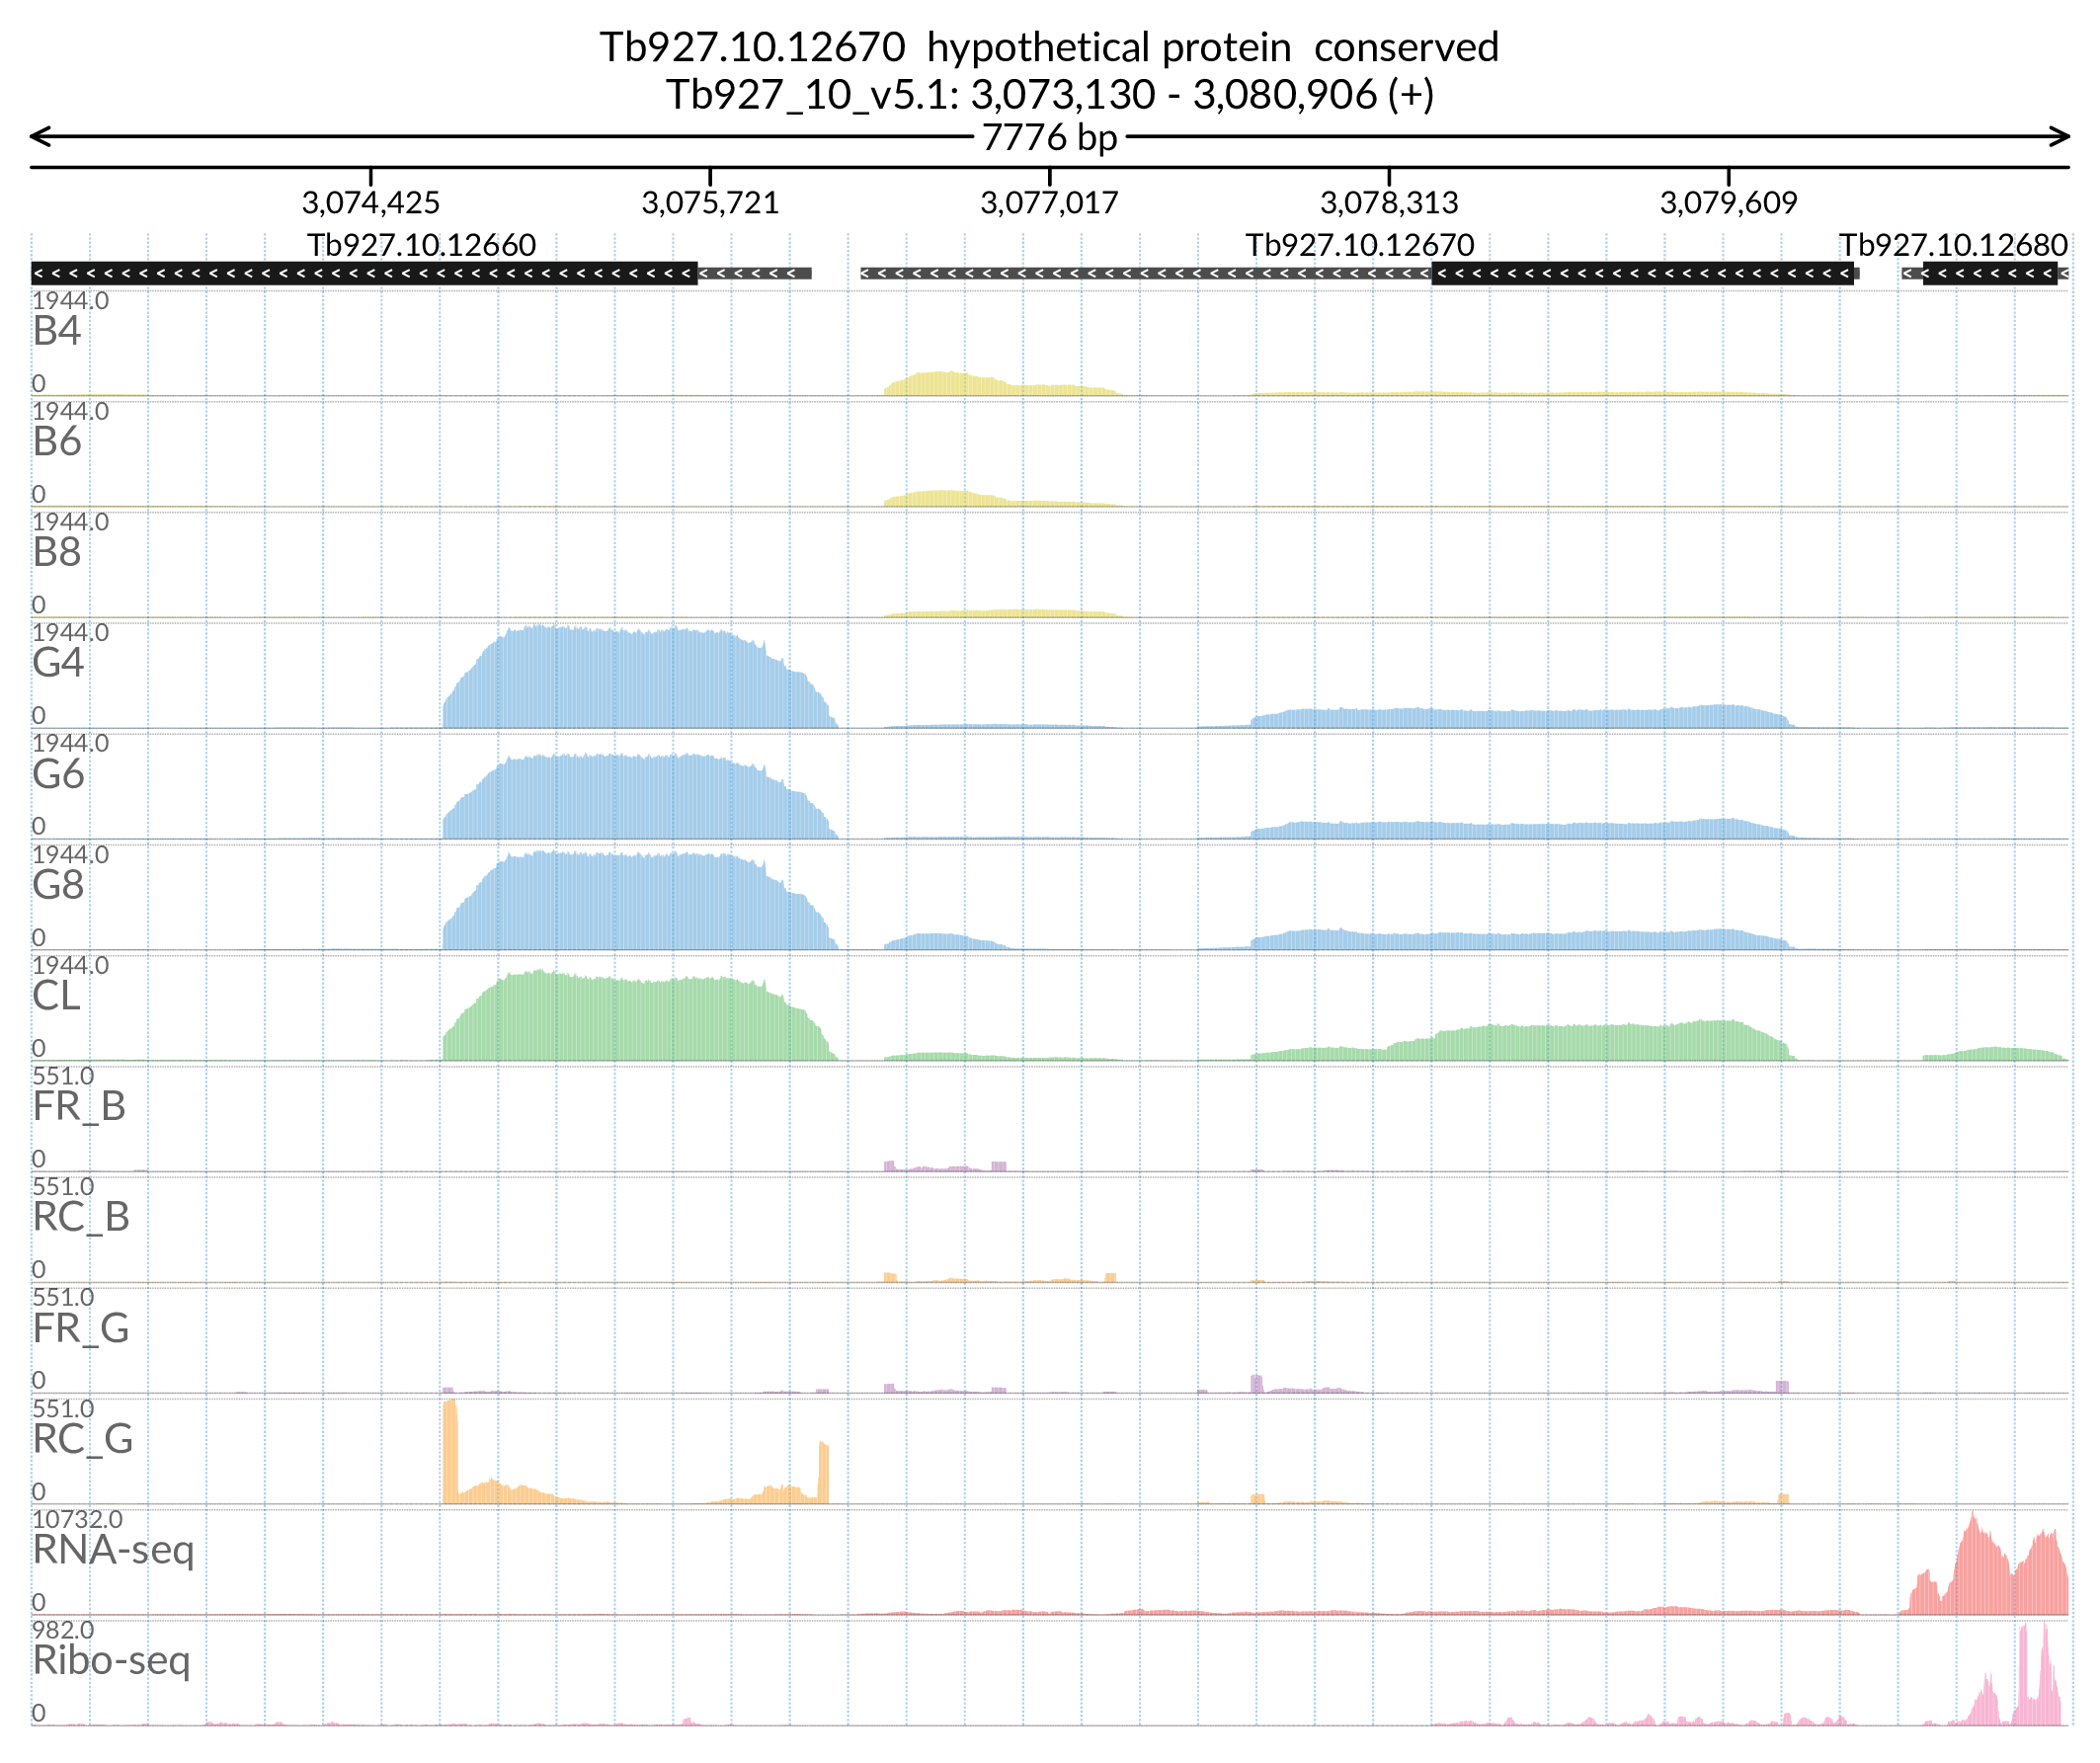 Tb927.10.12670 hypothetical protein conserved
Tb927_10_v5.1: 3,073,130 - 3,080,906 (+)
7776 bp
3,074,425 3,075,721 3,077,017 3,078,313 3,079,609
Tb927.10.12660 Tb927.10.12670 Tb927.10.12680
1944.0
B4
0
1944.0
B6
0
1944.0
B8
0
1944.0
G4
0
1944.0
G6
0
1944.0
G8
0
1944.0
CL
0
551.0
FR_B
0
551.0
RC_B
0
551.0
FR_G
0
551.0
RC_G
0
10732.0
RNA-seq
0
982.0
Ribo-seq
0